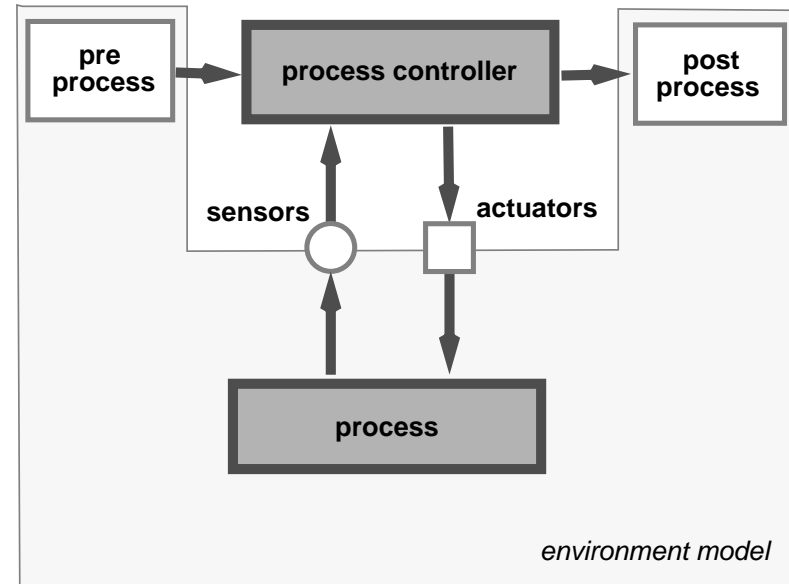 pre
process
process controller
post
process
sensors
actuators
process
environment model